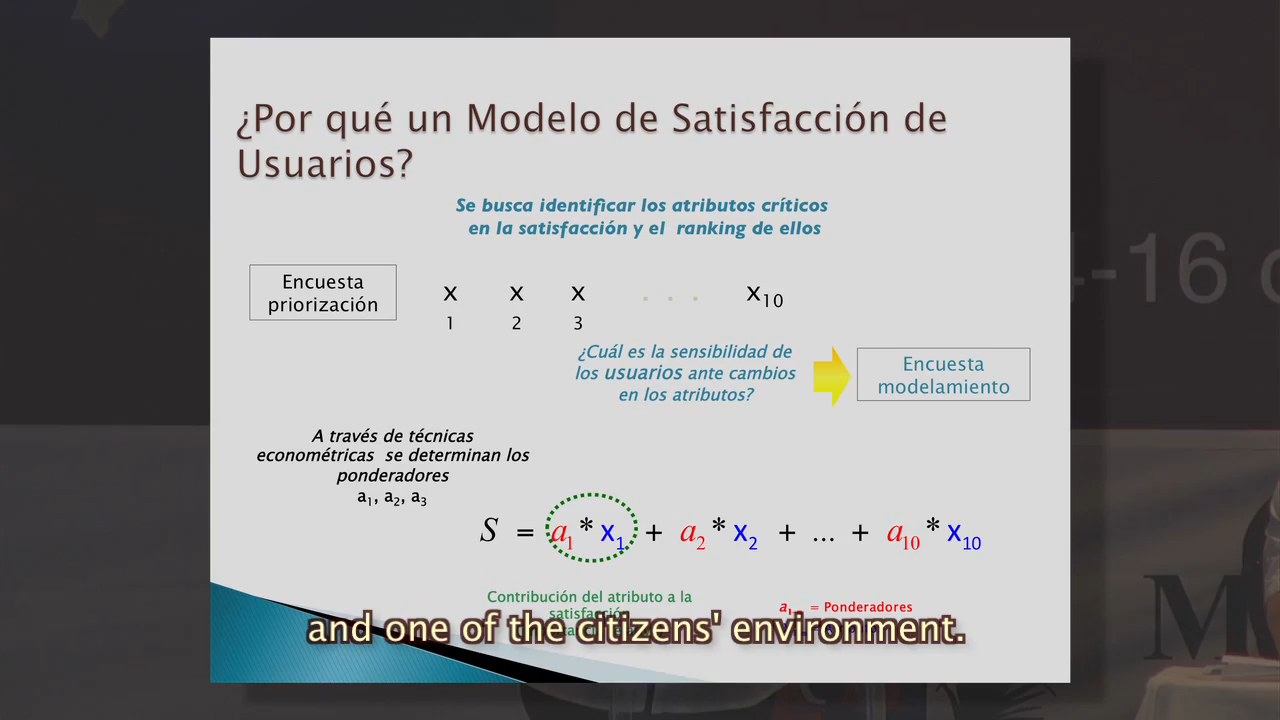 ¿Por qué un Modelo de Satisfacción de
Usuarios?
Se busca identificar los atributos críticos
en la satisfacción y el ranking de ellos
Encuesta
priorización
x x x . . . x10
1 2 3
¿Cuál es la sensibilidad de
los usuarios ante cambios
en los atributos?
Encuesta
modelamiento
A través de técnicas
econométricas se determinan los
ponderadores
a1, a2, a3
S = a1 * x1 + a2 * x2 + ... + a10 * x10
Contribución del atributo a la
satisfacción
= Ponderadores
and one of the citizens' environment.
4-16